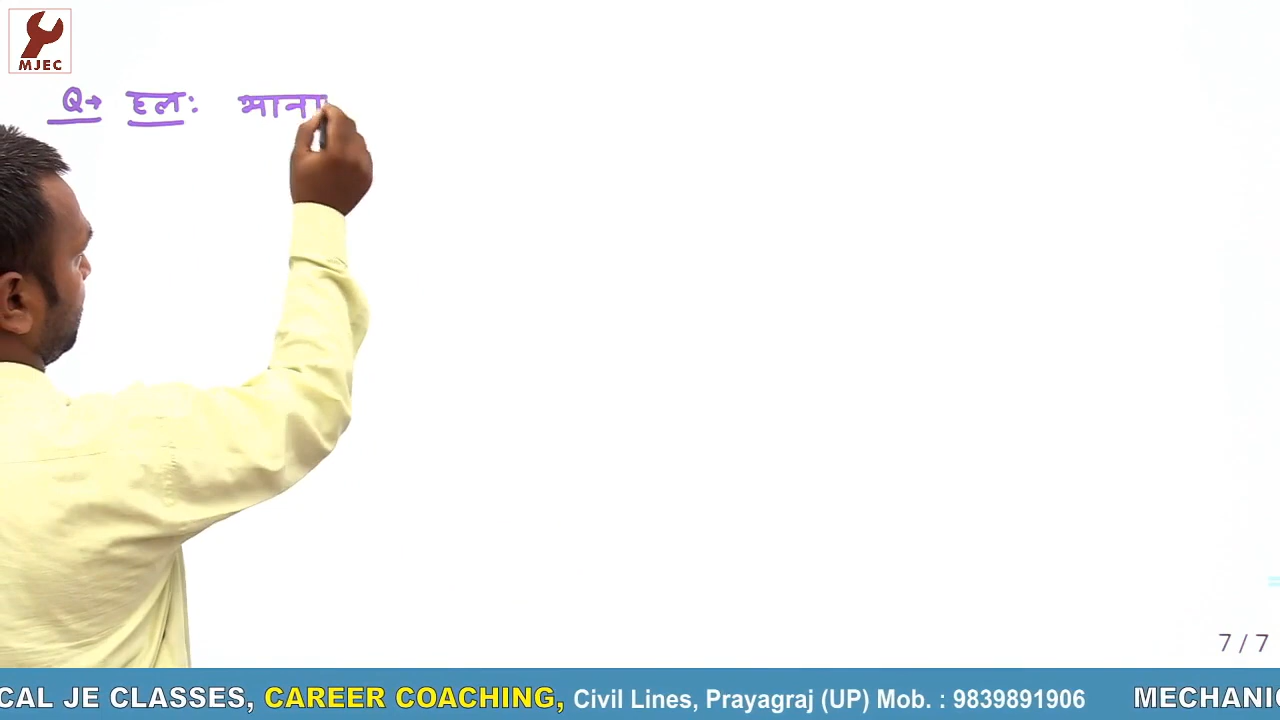 MJEC
Q→ हल: माना
7 / 7
CAL JE CLASSES, CAREER COACHING, Civil Lines, Prayagraj (UP) Mob. : 9839891906 MECHANIC